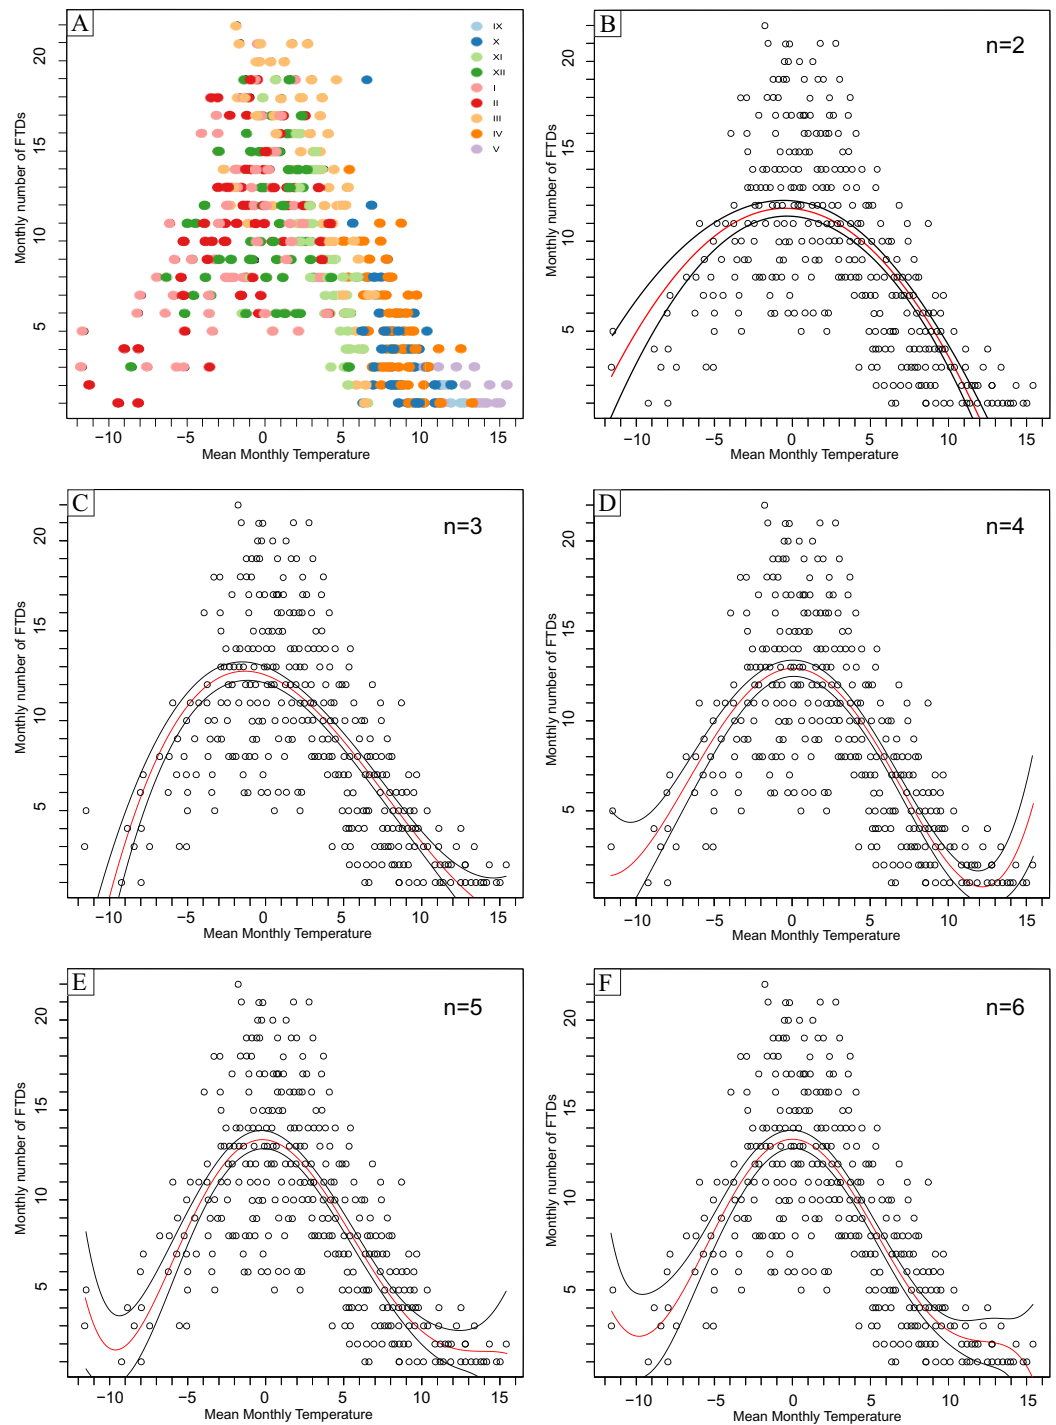 A
IX
X
XI
XII
I
II
III
IV
V
Monthly number of FTDs
5
10
15
20
−10
−5
0
5
10
15
Mean Monthly Temperature
B
n=2
Monthly number of FTDs
5
10
15
20
−10
−5
0
5
10
15
Mean Monthly Temperature
C
n=3
Monthly number of FTDs
5
10
15
20
−10
−5
0
5
10
15
Mean Monthly Temperature
D
n=4
Monthly number of FTDs
5
10
15
20
−10
−5
0
5
10
15
Mean Monthly Temperature
E
n=5
Monthly number of FTDs
5
10
15
20
−10
−5
0
5
10
15
Mean Monthly Temperature
F
n=6
Monthly number of FTDs
5
10
15
20
−10
−5
0
5
10
15
Mean Monthly Temperature